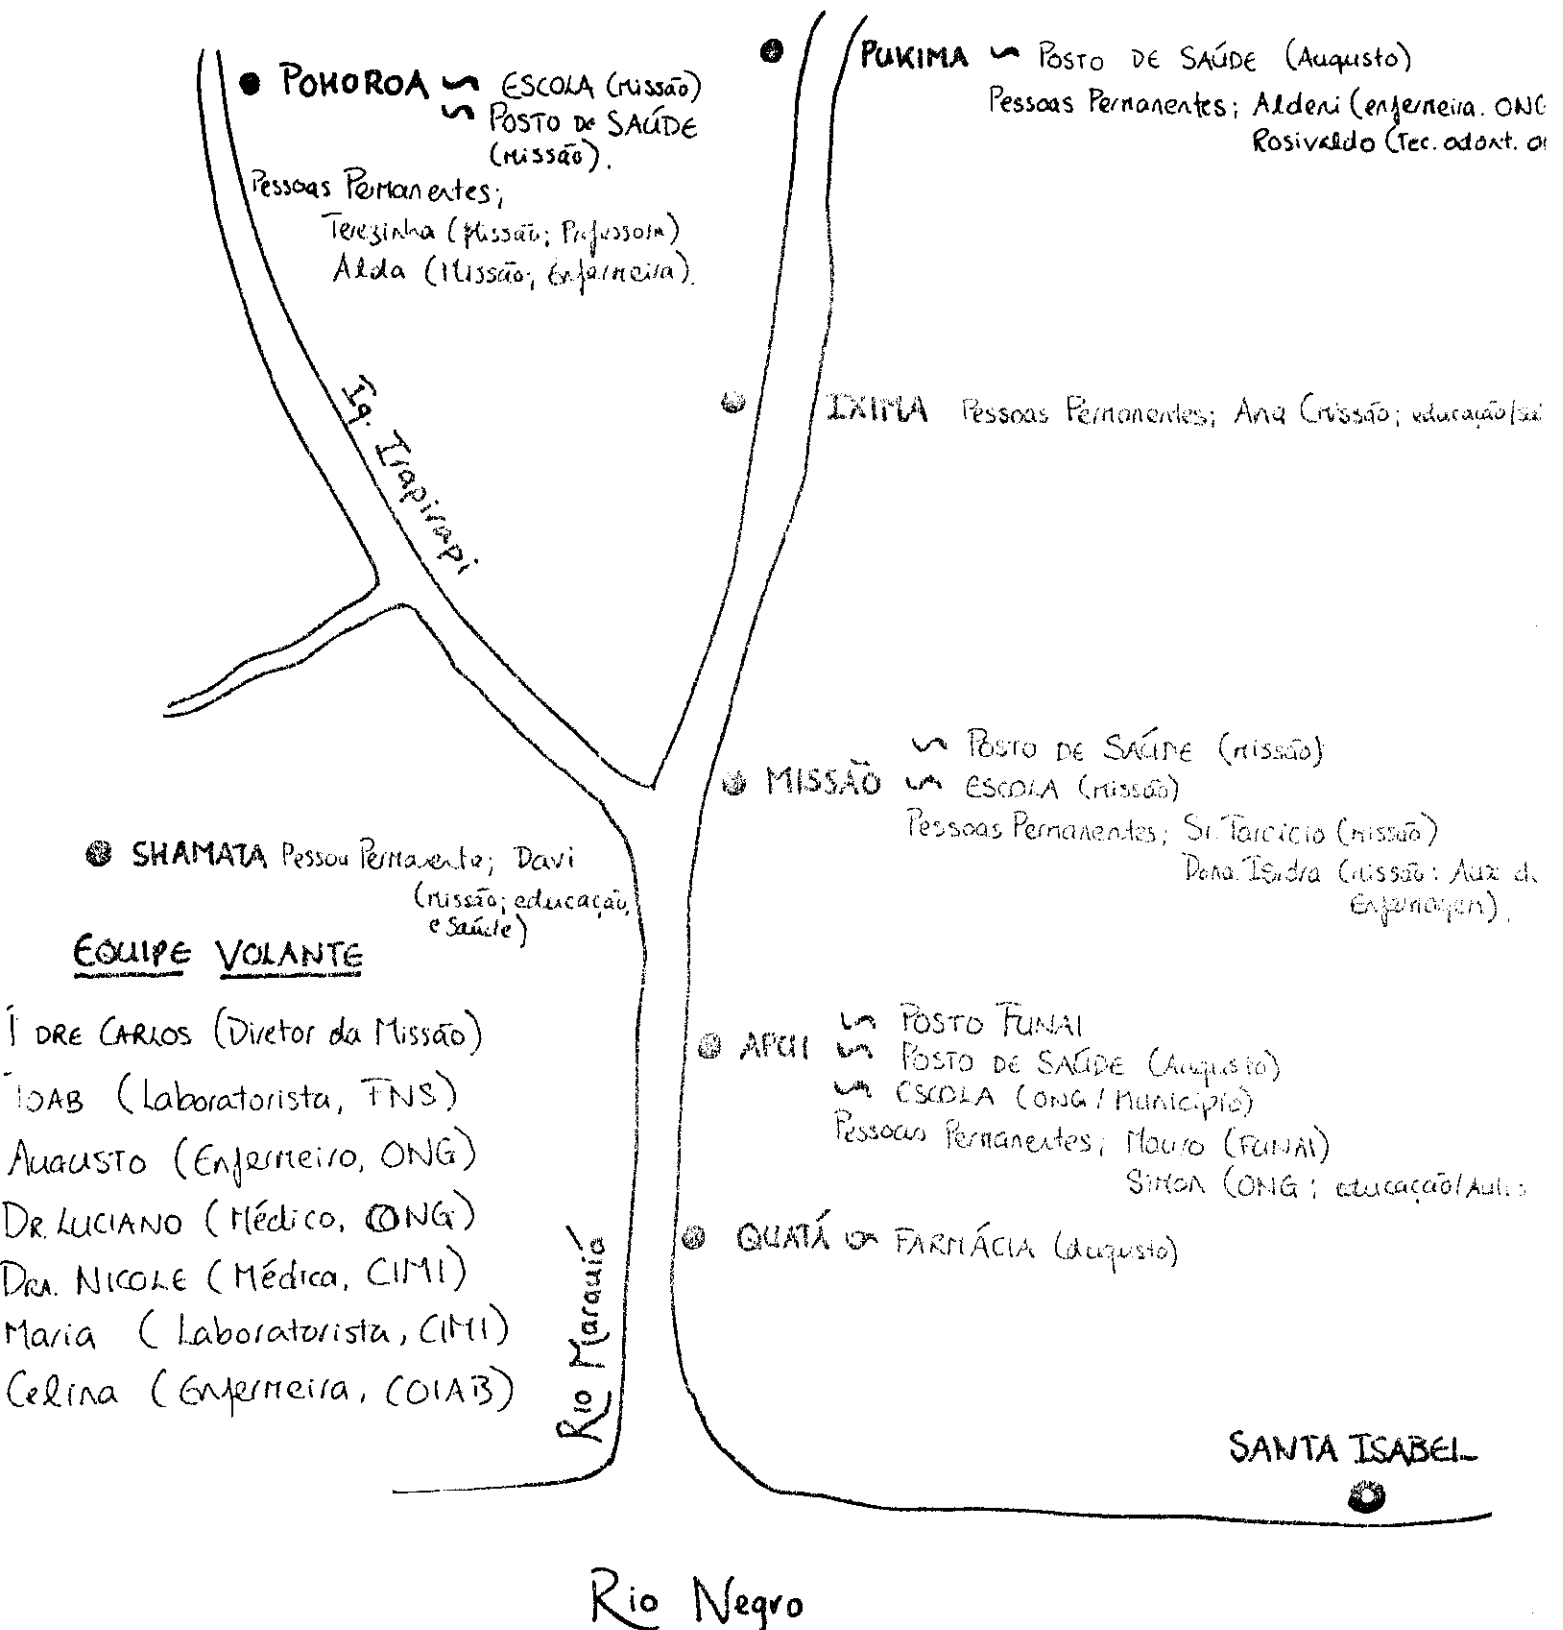 POHOROA ~ ESCOLA (missão)
~ POSTO DE SAÚDE
(missão).
Pessoas Permanentes;
Terezinha (Missão; Professora)
Alda (Missão; Enfermeira).
PUKIMA ~ POSTO DE SAÚDE (Augusto)
Pessoas Permanentes; Aldeni (enfermeira. ONG
Rosivaldo (Tec. odont.
Ig. Irapirapi
IXIMA Pessoas Permanentes; Ana (missão; educação/
~ POSTO DE SAÚDE (missão)
MISSÃO ~ ESCOLA (missão)
Pessoas Permanentes; Sr. Tarcicio (missão)
Dona. Isidra (missão: Aux
Enfermagem).
SHAMATA Pessoa Permanente; Davi
(missão; educação,
e Saúde)
EQUIPE VOLANTE
DRE CARLOS (Diretor da Missão)
JOAB (Laboratorista, FNS)
AUGUSTO (Enfermeiro, ONG)
DR. LUCIANO (Médico, ONG)
DRA. NICOLE (Médica, CIMI)
Maria (Laboratorista, CIMI)
Celina (Enfermeira, COIAB)
~ POSTO FUNAI
APUI ~ POSTO DE SAÚDE (Augusto)
~ ESCOLA (ONG / Municipio)
Pessoas Permanentes; Mauro (FUNAI)
Simon (ONG; educação/
QUATÁ ~ FARMÁCIA (Augusto)
Rio Marauiá
SANTA ISABEL
Rio Negro